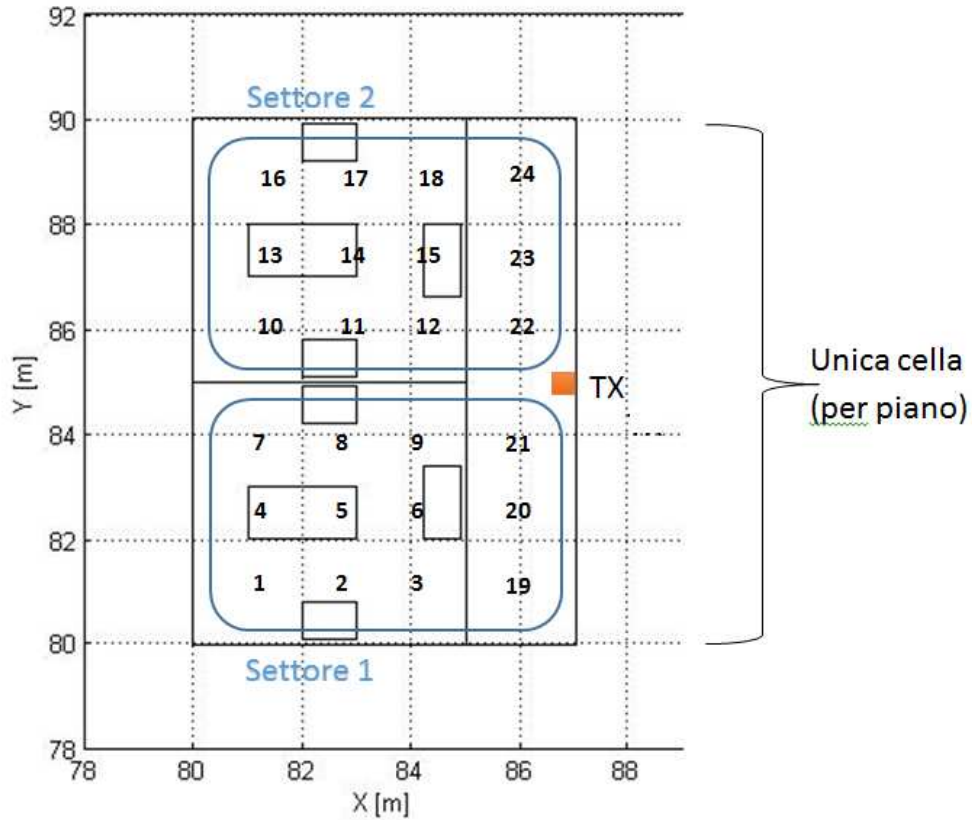 92
Settore 2
90
16 17 18 24
88
13 14 15 23
10 11 12 22
86
Y [m]
TX
Unica cella
(per piano)
84
7 8 9 21
4 5 6 20
82
1 2 3 19
80
Settore 1
78
78 80 82 84 86 88
X [m]